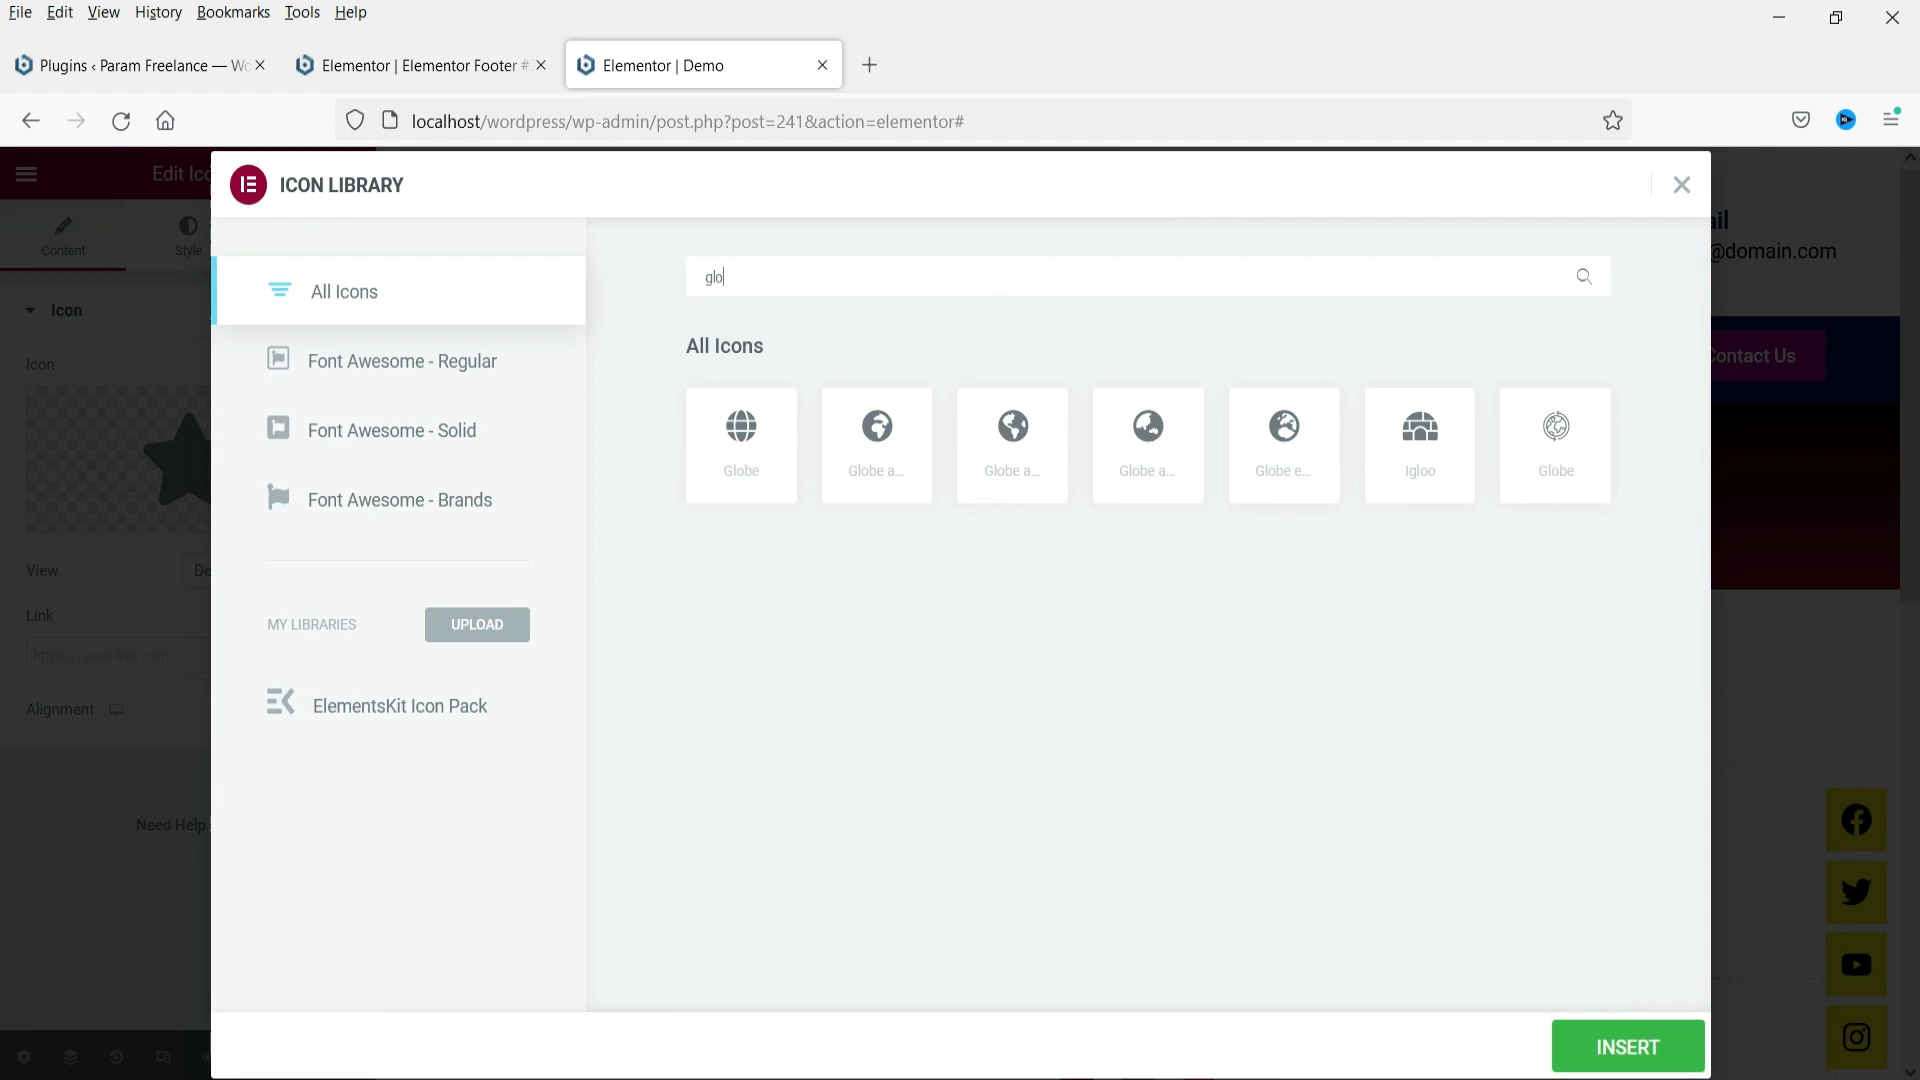 File Edit View History Bookmarks Tools Help
Plugins ‹ Param Freelance — Wo
Elementor | Elementor Footer #
Elementor | Demo
localhost/wordpress/wp-admin/post.php?post=241&action=elementor#
Edit Ico
ICON LIBRARY
Content
Style
Icon
Icon
View
De
Link
https://your-link.com
Alignment
Need Help
All Icons
Font Awesome - Regular
Font Awesome - Solid
Font Awesome - Brands
MY LIBRARIES
UPLOAD
ElementsKit Icon Pack
glo
All Icons
Globe
Globe a...
Globe a...
Globe a...
Globe e...
Igloo
Globe
INSERT
ail
@domain.com
Contact Us